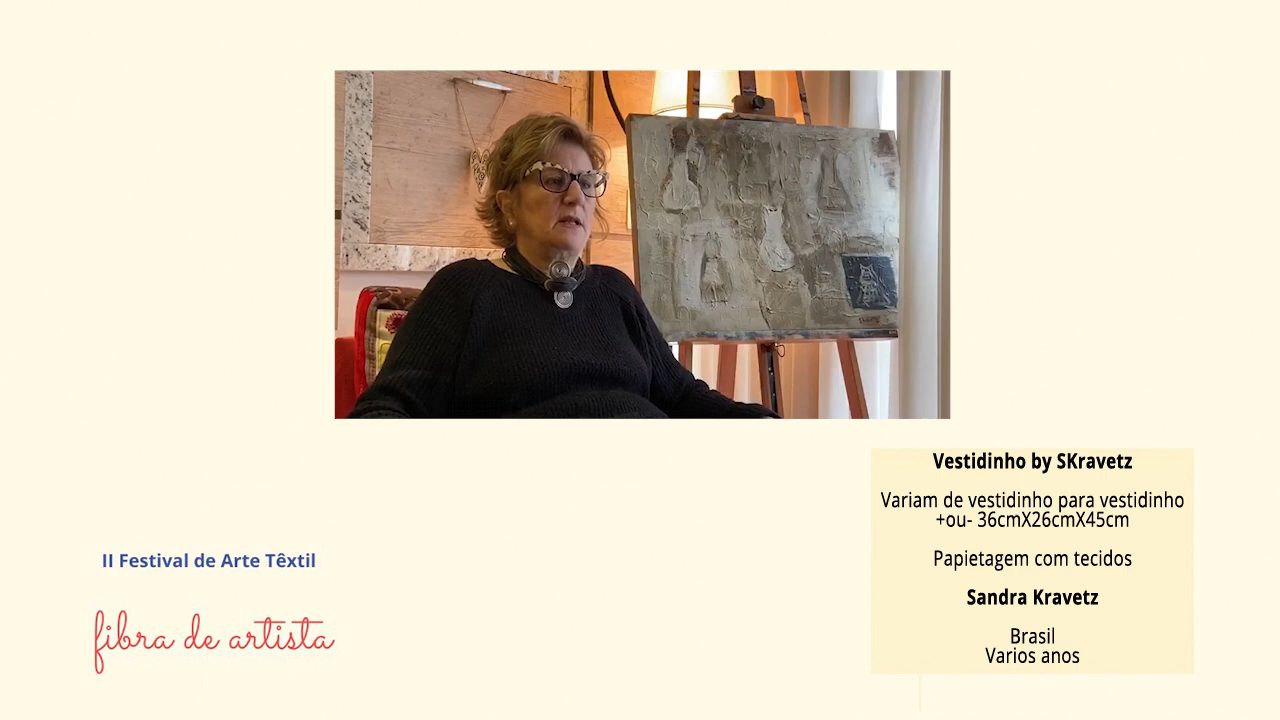 Vestidinho by SKravetz
Variam de vestidinho para vestidinho
+ou- 36cmX26cmX45cm
Papietagem com tecidos
Sandra Kravetz
Brasil
Varios anos
II Festival de Arte Têxtil
fibra de artista